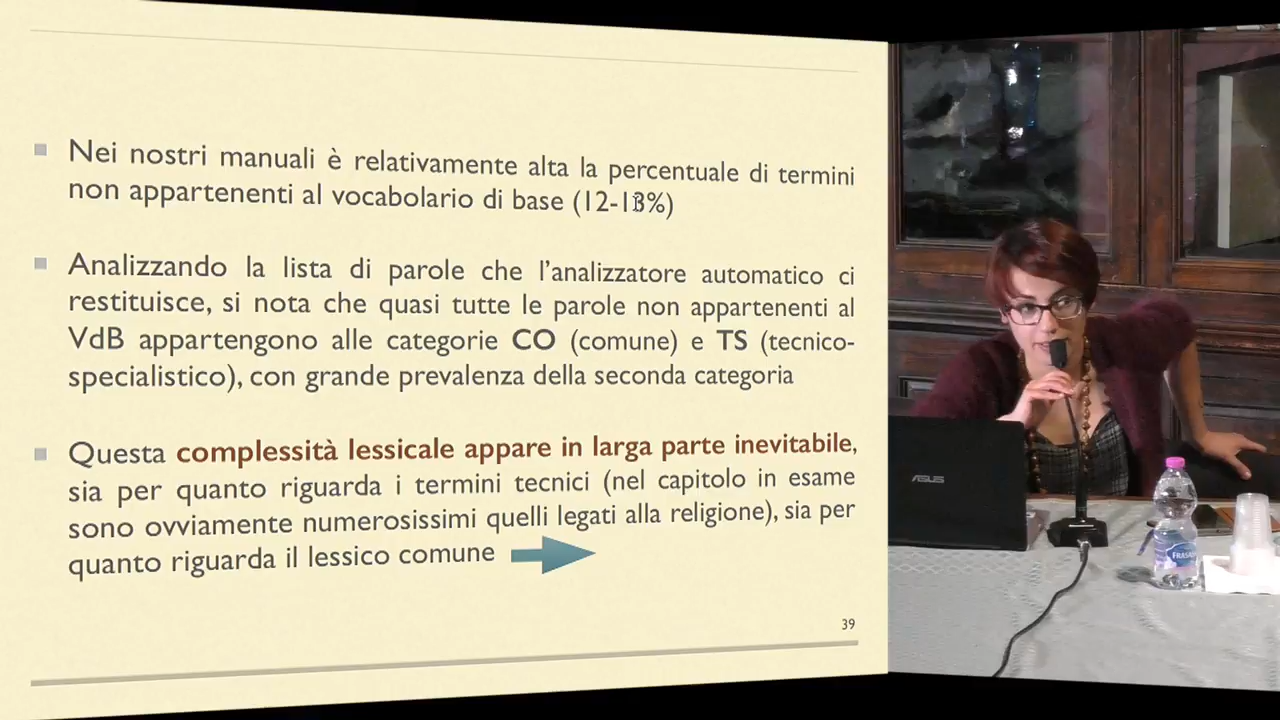 Nei nostri manuali è relativamente alta la percentuale di termini
non appartenenti al vocabolario di base (12-13%)
Analizzando la lista di parole che l'analizzatore automatico ci
restituisce, si nota che quasi tutte le parole non appartenenti al
VdB appartengono alle categorie CO (comune) e TS (tecnico-
specialistico), con grande prevalenza della seconda categoria
Questa complessità lessicale appare in larga parte inevitabile,
sia per quanto riguarda i termini tecnici (nel capitolo in esame
sono ovviamente numerosissimi quelli legati alla religione), sia per
quanto riguarda il lessico comune
39
ASUS